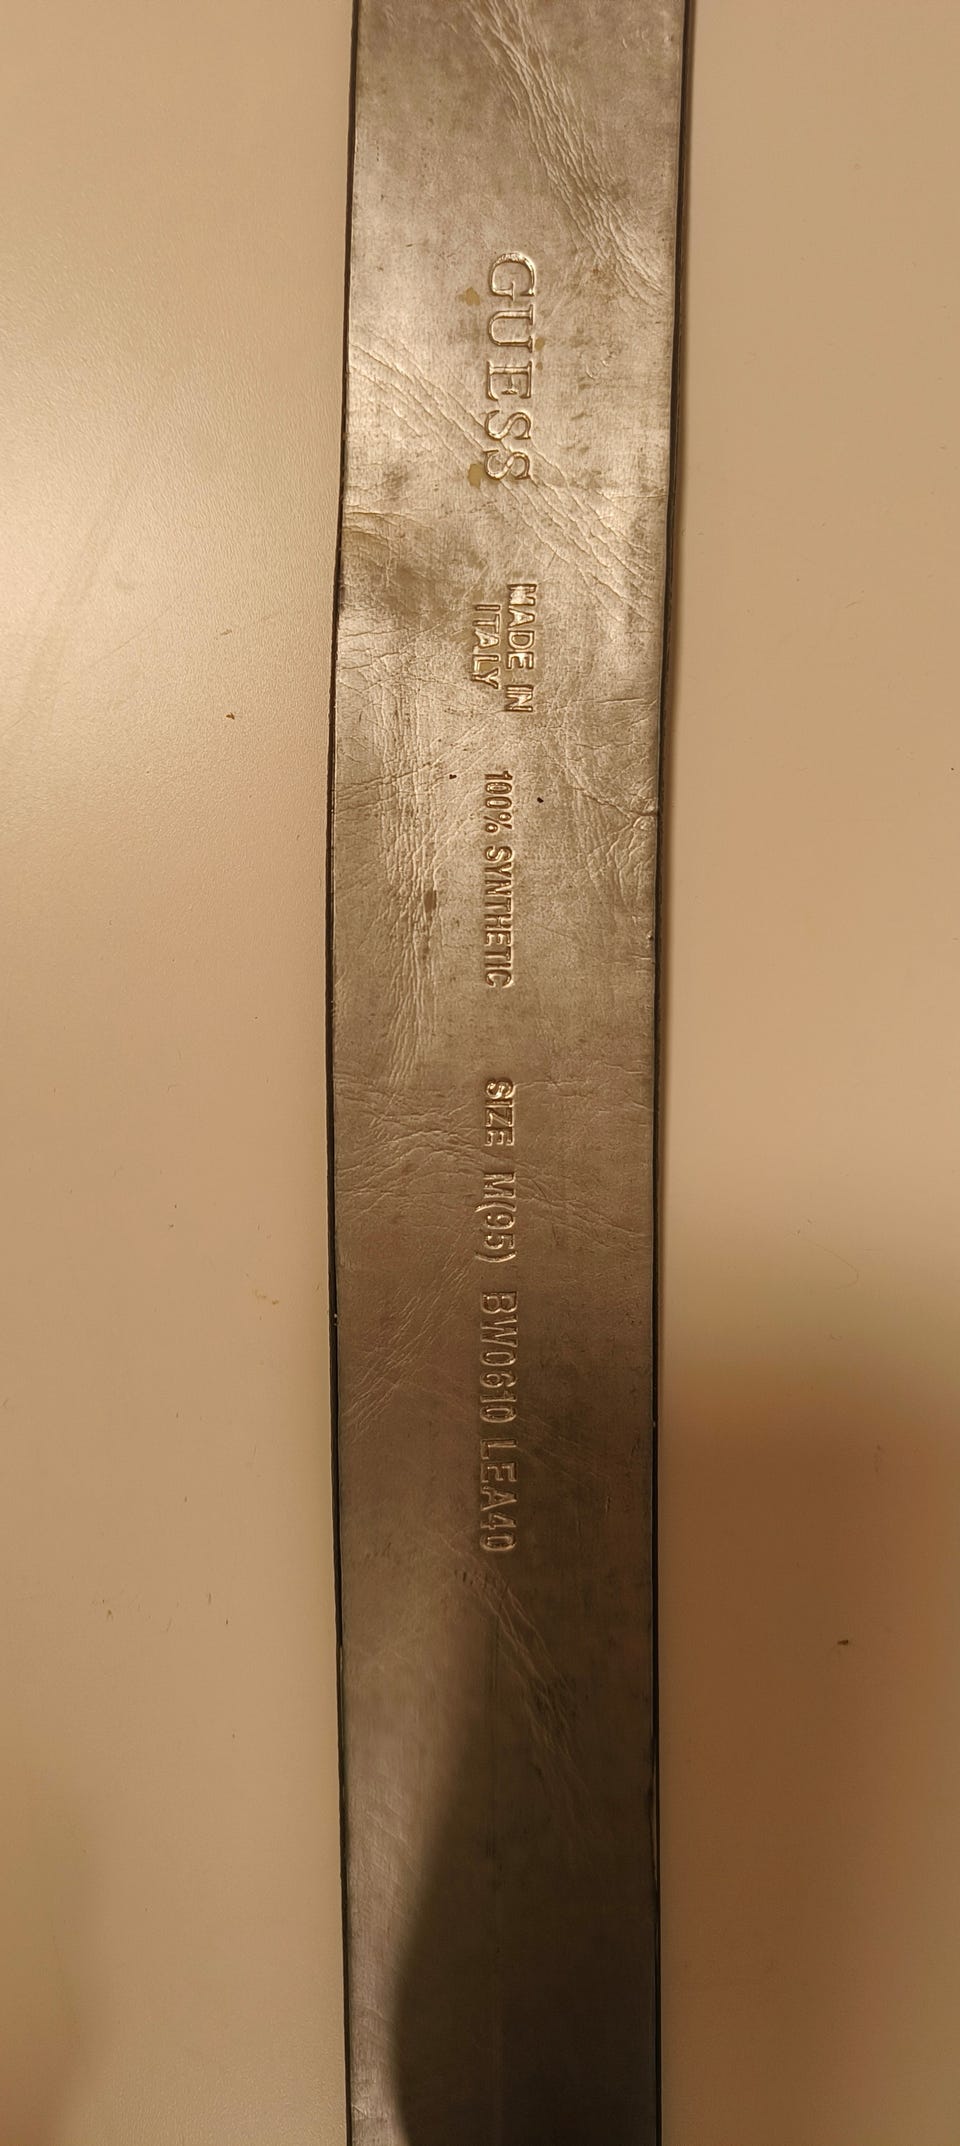 GUESS
MADE IN
ITALY
100% SYNTHETIC
SIZE M(95) BW0610 LEA40